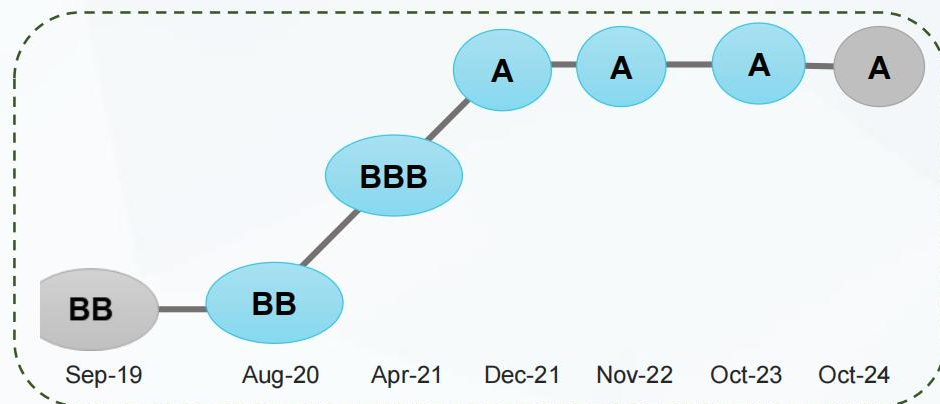 A A A A
BBB
BB BB
Sep-19 Aug-20 Apr-21 Dec-21 Nov-22 Oct-23 Oct-24